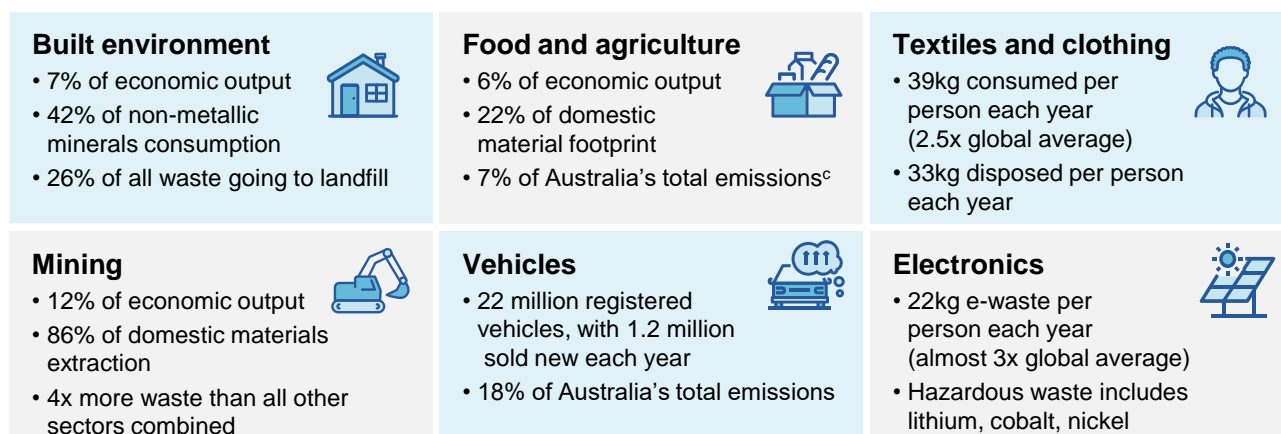 Built environment
• 7% of economic output
• 42% of non-metallic
minerals consumption
• 26% of all waste going to landfill
Food and agriculture
• 6% of economic output
• 22% of domestic
material footprint
• 7% of Australia’s total emissionsᶜ
Textiles and clothing
• 39kg consumed per
person each year
(2.5x global average)
• 33kg disposed per person
each year
Mining
• 12% of economic output
• 86% of domestic materials
extraction
• 4x more waste than all other
sectors combined
Vehicles
• 22 million registered
vehicles, with 1.2 million
sold new each year
• 18% of Australia’s total emissions
Electronics
• 22kg e-waste per
person each year
(almost 3x global average)
• Hazardous waste includes
lithium, cobalt, nickel